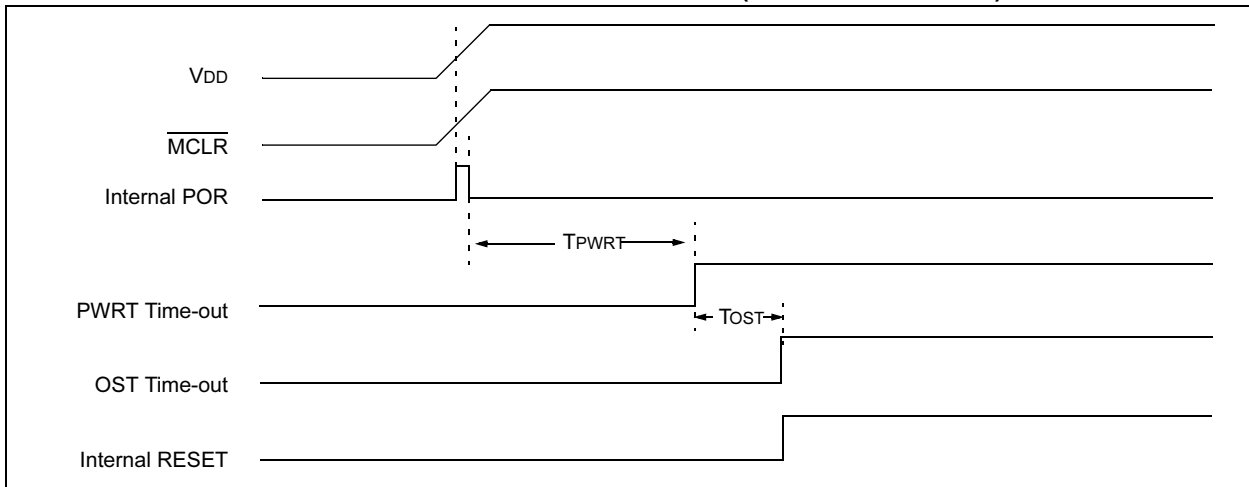 VDD
MCLR
Internal POR
TPWRT
PWRT Time-out
TOST
OST Time-out
Internal RESET